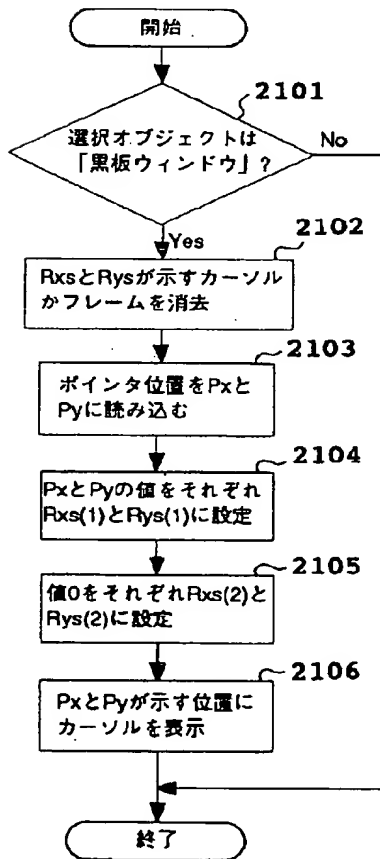 開始
2101
選択オブジェクトは
「黒板ウィンドウ」?
No
Yes
2102
RxsとRysが示すカーソル
かフレームを消去
2103
ポインタ位置をPxと
Pyに読み込む
2104
PxとPyの値をそれぞれ
Rxs(1)とRys(1)に設定
2105
値0をそれぞれRxs(2)と
Rys(2)に設定
2106
PxとPyが示す位置に
カーソルを表示
終了